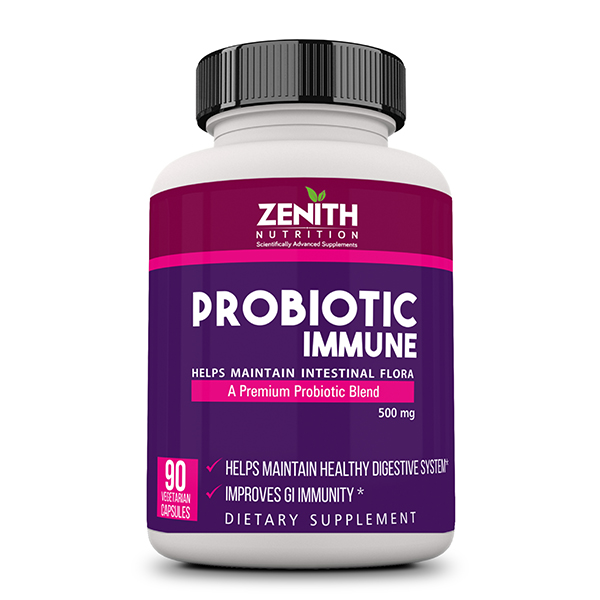 ZENITH
NUTRITION
Scientifically Advanced Supplements
PROBIOTIC
IMMUNE
HELPS MAINTAIN INTESTINAL FLORA
A Premium Probiotic Blend
500 mg
90
VEGETARIAN
CAPSULES
HELPS MAINTAIN HEALTHY DIGESTIVE SYSTEM*
IMPROVES GI IMMUNITY *
DIETARY SUPPLEMENT